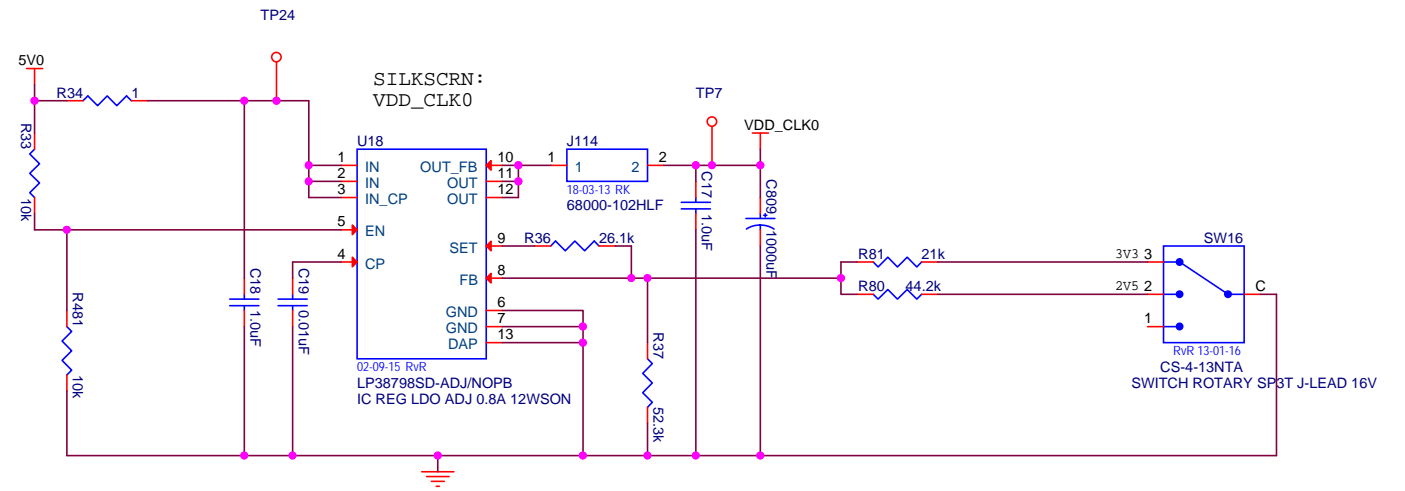 TP24
5V0
R34
1
SILKSCRN:
VDD_CLK0
TP7
VDD_CLK0
R33
10k
U18
1
IN
2
IN
3
IN_CP
5
EN
4
CP
OUT_FB
10
OUT
11
OUT
12
SET
9
FB
8
GND
6
GND
7
DAP
13
02-09-15 RvR
LP38798SD-ADJ/NOPB
IC REG LDO ADJ 0.8A 12WSON
J114
1
1
2
2
18-03-13 RK
68000-102HLF
C17
1.0uF
C809
1000uF
R36
26.1k
R37
52.3k
C18
1.0uF
C19
0.01uF
R481
10k
R81
21k
R80
44.2k
SW16
3V3
3
2V5
2
1
C
RvR 13-01-16
CS-4-13NTA
SWITCH ROTARY SP3T J-LEAD 16V